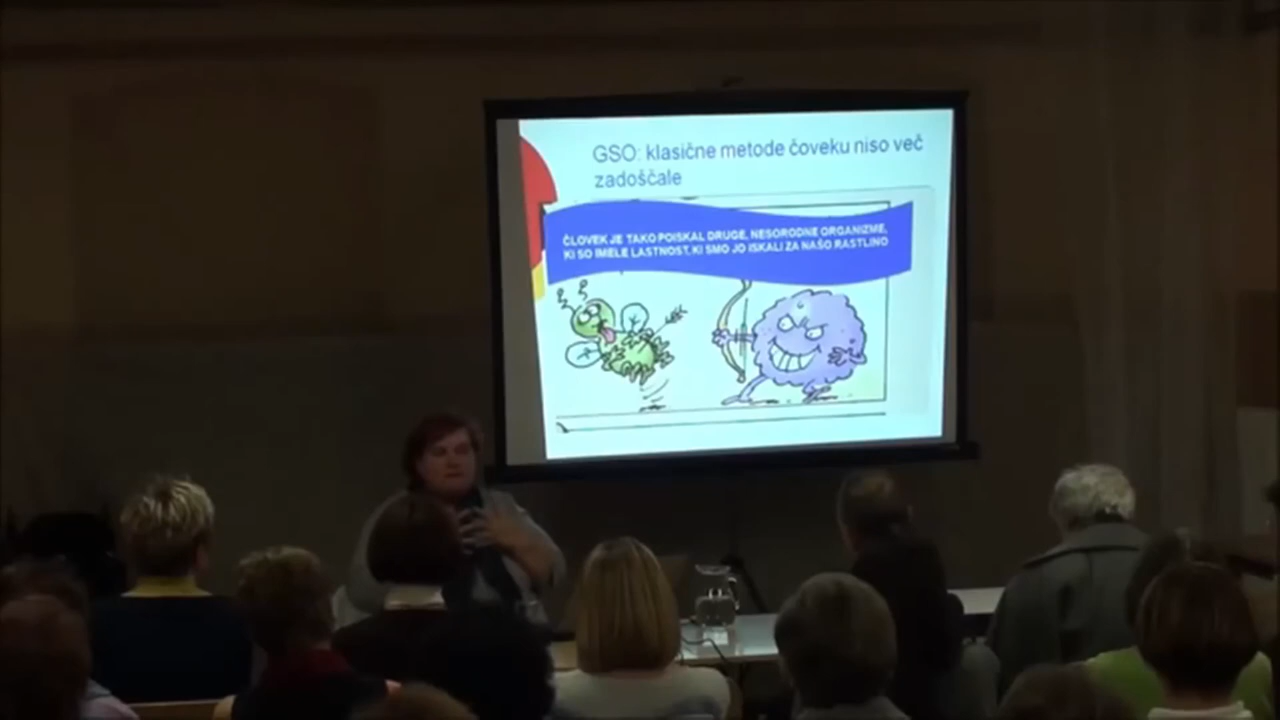 GSO: klasične metode čoveku niso več
zadoščale
ČLOVEK JE TAKO POISKAL DRUGE, NESORODNE ORGANIZME,
KI SO IMELE LASTNOST, KI SMO JO ISKALI ZA NAŠO RASTLINO